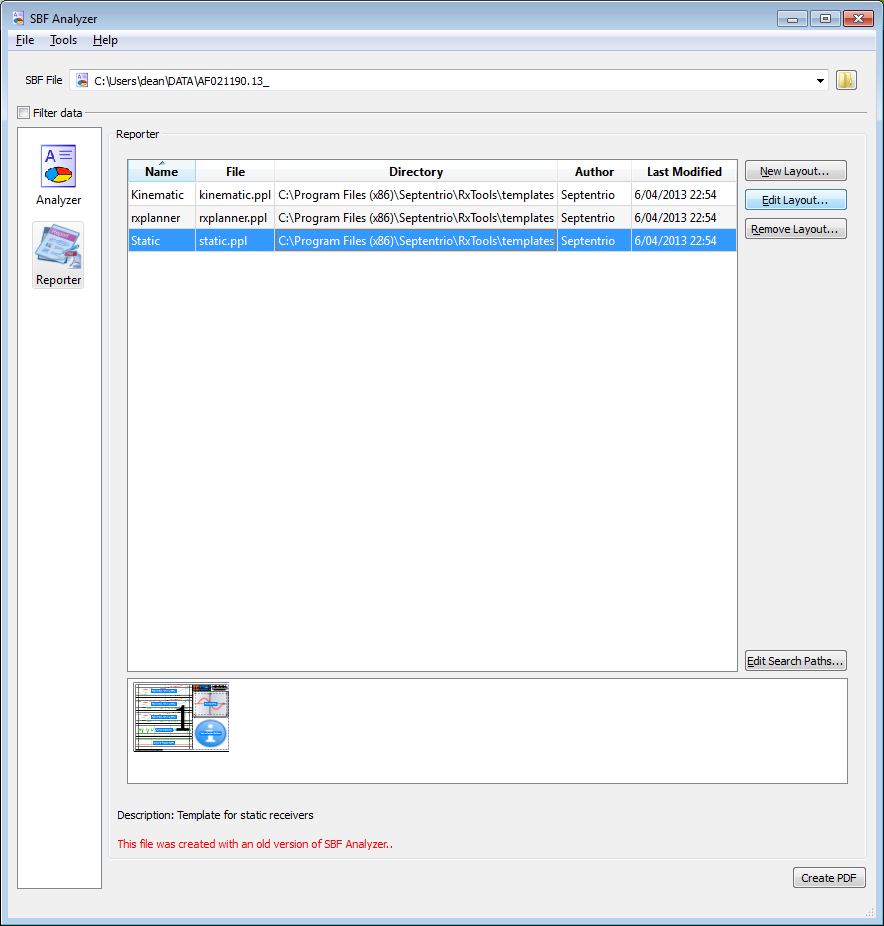 SBF Analyzer
File Tools Help
SBF File C:\Users\dean\DATA\AF021190.13_
Filter data
Reporter
Analyzer
Reporter
Name File Directory Author Last Modified
Kinematic kinematic.ppl C:\Program Files (x86)\Septentrio\RxTools\templates Septentrio 6/04/2013 22:54
rxplanner rxplanner.ppl C:\Program Files (x86)\Septentrio\RxTools\templates Septentrio 6/04/2013 22:54
Static static.ppl C:\Program Files (x86)\Septentrio\RxTools\templates Septentrio 6/04/2013 22:54
New Layout...
Edit Layout...
Remove Layout...
Edit Search Paths...
1
Description: Template for static receivers
This file was created with an old version of SBF Analyzer..
Create PDF